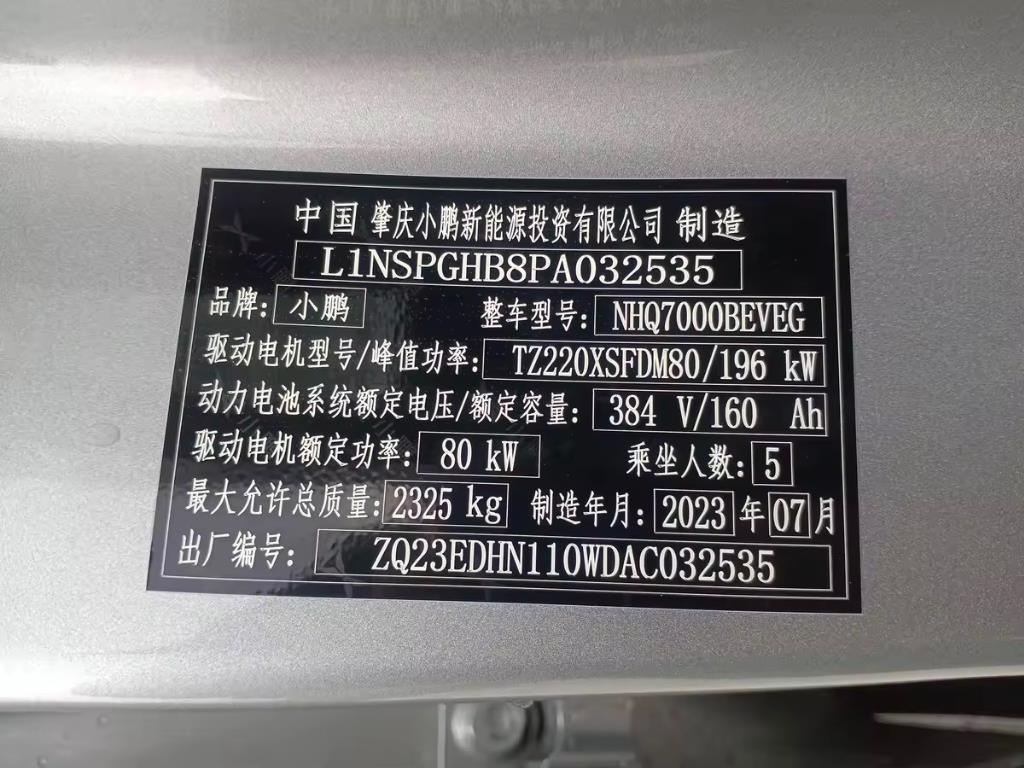 中国 肇庆小鹏新能源投资有限公司 制造
L1NSPGHB8PA032535
品牌: 小鹏 整车型号: NHQ7000BEVEG
驱动电机型号/峰值功率: TZ220XSFDM80/196 kW
动力电池系统额定电压/额定容量: 384 V/160 Ah
驱动电机额定功率: 80 kW 乘坐人数: 5
最大允许总质量: 2325 kg 制造年月: 2023 年 07 月
出厂编号: ZQ23EDHN110WDAC032535